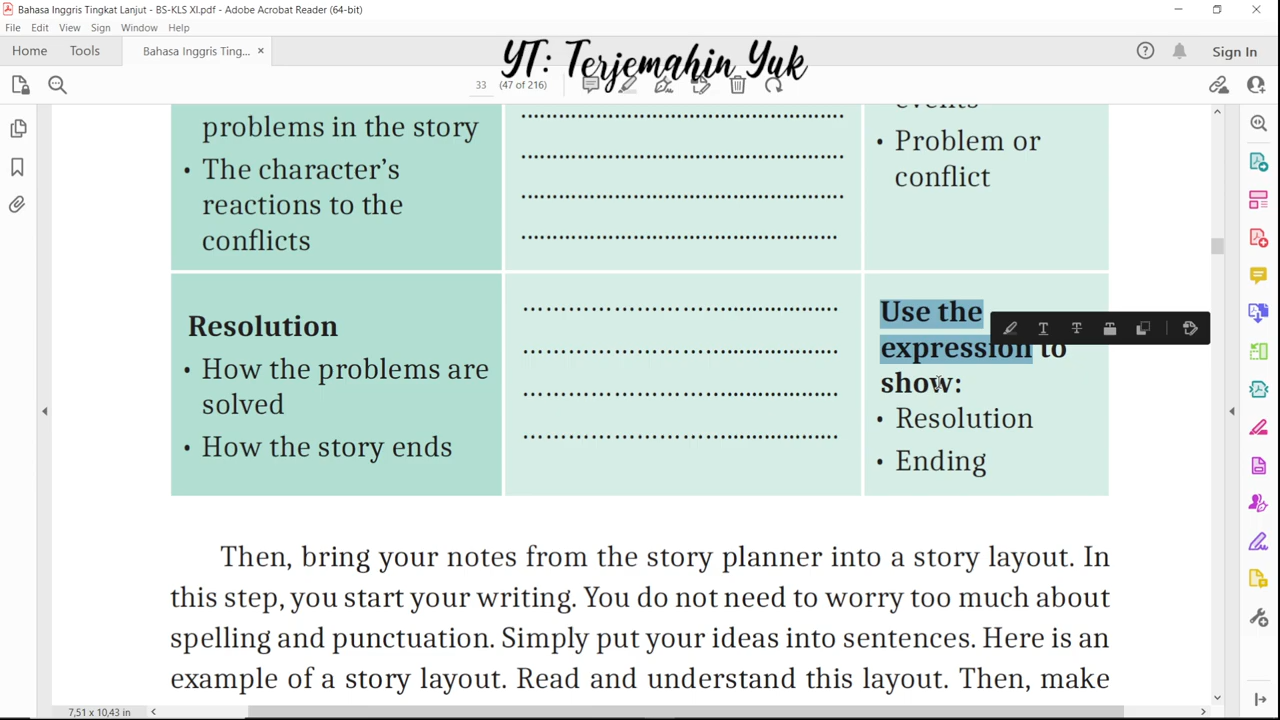 Bahasa Inggris Tingkat Lanjut - BS-KLS XI.pdf - Adobe Acrobat Reader (64-bit)
File Edit View Sign Window Help
Home Tools Bahasa Inggris Ting... × Sign In
YT: Terjemahin Yuk
33 (47 of 216)
problems in the story
• The character's
reactions to the
conflicts
................................................
................................................
................................................
................................................
events
• Problem or
conflict
Resolution
• How the problems are
solved
• How the story ends
................................................
................................................
................................................
................................................
Use the
expression to
show:
• Resolution
• Ending
Then, bring your notes from the story planner into a story layout. In
this step, you start your writing. You do not need to worry too much about
spelling and punctuation. Simply put your ideas into sentences. Here is an
example of a story layout. Read and understand this layout. Then, make
7,51 x 10,43 in